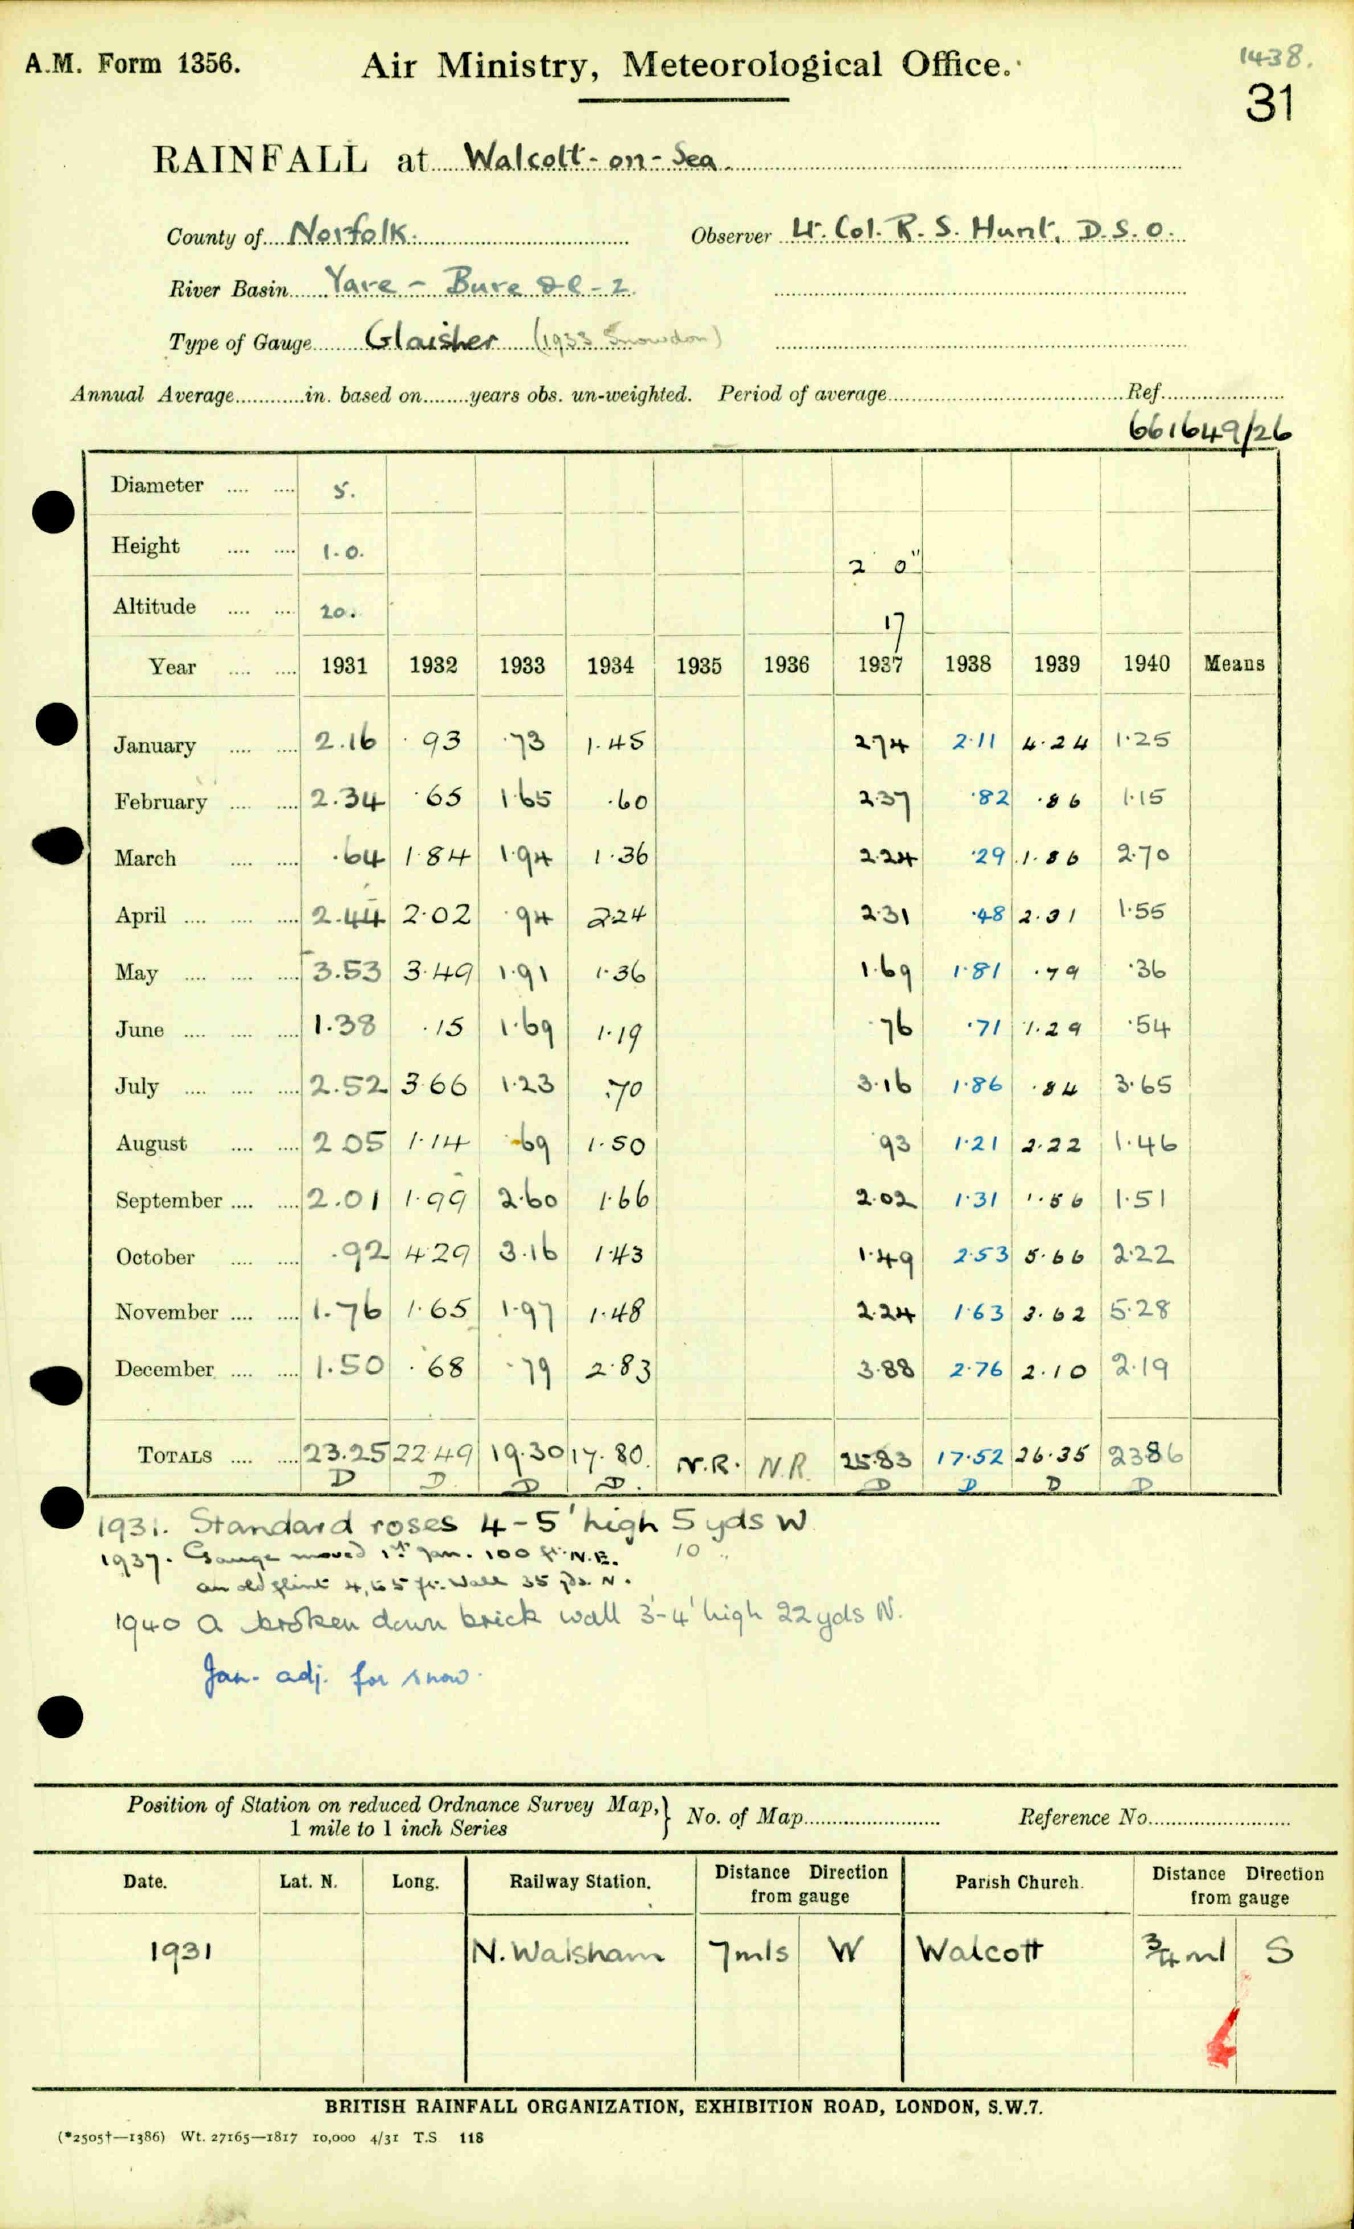 A.M. Form 1356.
Air Ministry, Meteorological Office.
1438.
31
RAINFALL at Walcott-on-Sea.
County of Norfolk. Observer Lt. Col. R. S. Hunt, D.S.O.
River Basin Yare - Bure &c - 2.
Type of Gauge Glaisher (1933 Snowdon)
Annual Average in. based on years obs. un-weighted. Period of average Ref.
661649/26
Diameter 5.
Height 1.0. 2' 0"
Altitude 20. 17
Year 1931 1932 1933 1934 1935 1936 1937 1938 1939 1940 Means
January 2.16 .93 .73 1.45 2.74 2.11 4.24 1.25
February 2.34 .65 1.65 .60 2.37 .82 .86 1.15
March .64 1.84 1.94 1.36 2.24 .29 1.86 2.70
April 2.44 2.02 .94 2.24 2.31 .48 2.31 1.55
May 3.53 3.49 1.91 1.36 1.69 1.81 .79 .36
June 1.38 .15 1.69 1.19 .76 .71 1.29 .54
July 2.52 3.66 1.23 .70 3.16 1.86 .84 3.65
August 2.05 1.14 .69 1.50 .93 1.21 2.22 1.46
September 2.01 1.99 2.60 1.66 2.02 1.31 1.56 1.51
October .92 4.29 3.16 1.43 1.49 2.53 5.66 2.22
November 1.76 1.65 1.97 1.48 2.24 1.63 3.62 5.28
December 1.50 .68 .79 2.83 3.88 2.76 2.10 2.19
TOTALS 23.25 22.49 19.30 17.80. N.R. N.R. 25.83 17.52 26.35 23.86
D D. D D. D D D D
1931. Standard roses 4-5' high 5 yds W
1937. Gauge moved 1st Jan. 100 ft. N.E. 10 "
an old flint 4 to 5 ft. wall 35 yds. N.
1940 A broken down brick wall 3'-4' high 22 yds N.
Jan. adj. for snow.
Position of Station on reduced Ordnance Survey Map, } No. of Map Reference No.
1 mile to 1 inch Series
Date. Lat. N. Long. Railway Station. Distance Direction from gauge Parish Church. Distance Direction from gauge
1931 N. Walsham 7 mls W Walcott ¾ ml S
BRITISH RAINFALL ORGANIZATION, EXHIBITION ROAD, LONDON, S.W.7.
(*2505†—1386) Wt. 27165—1817 10,000 4/31 T.S 118